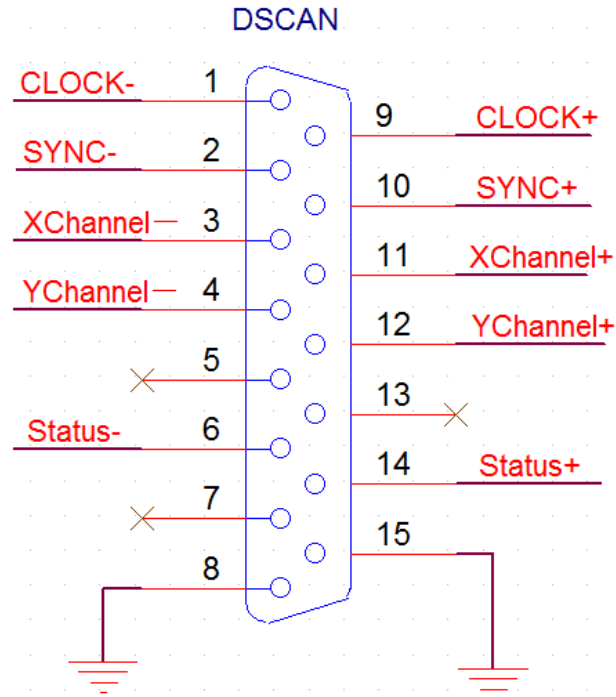 DSCAN
CLOCK- 1
9 CLOCK+
SYNC- 2
10 SYNC+
XChannel— 3
11 XChannel+
YChannel— 4
12 YChannel+
5
13
Status- 6
14 Status+
7
15
8